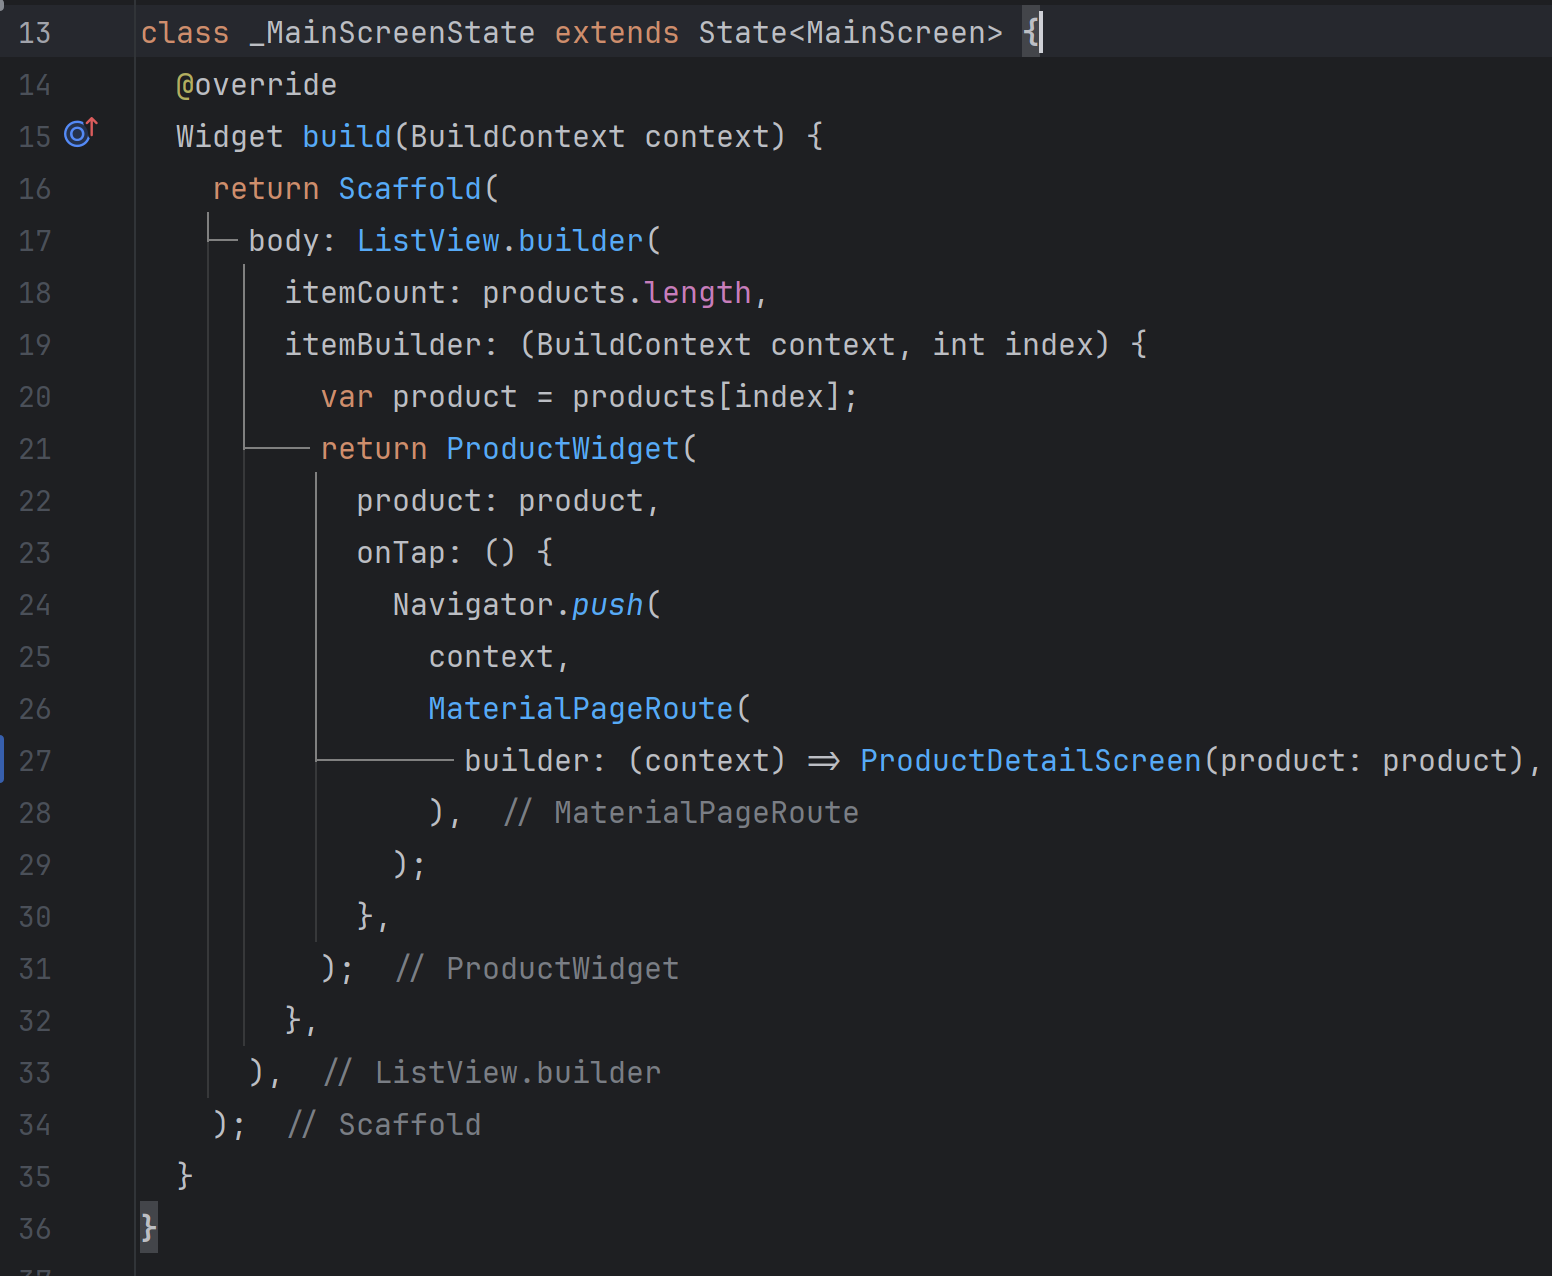 13 class _MainScreenState extends State<MainScreen> {
14   @override
15   Widget build(BuildContext context) {
16     return Scaffold(
17       body: ListView.builder(
18         itemCount: products.length,
19         itemBuilder: (BuildContext context, int index) {
20           var product = products[index];
21           return ProductWidget(
22             product: product,
23             onTap: () {
24               Navigator.push(
25                 context,
26                 MaterialPageRoute(
27                   builder: (context) => ProductDetailScreen(product: product),
28                 ),  // MaterialPageRoute
29               );
30             },
31           );  // ProductWidget
32         },
33       ),  // ListView.builder
34     );  // Scaffold
35   }
36 }
37